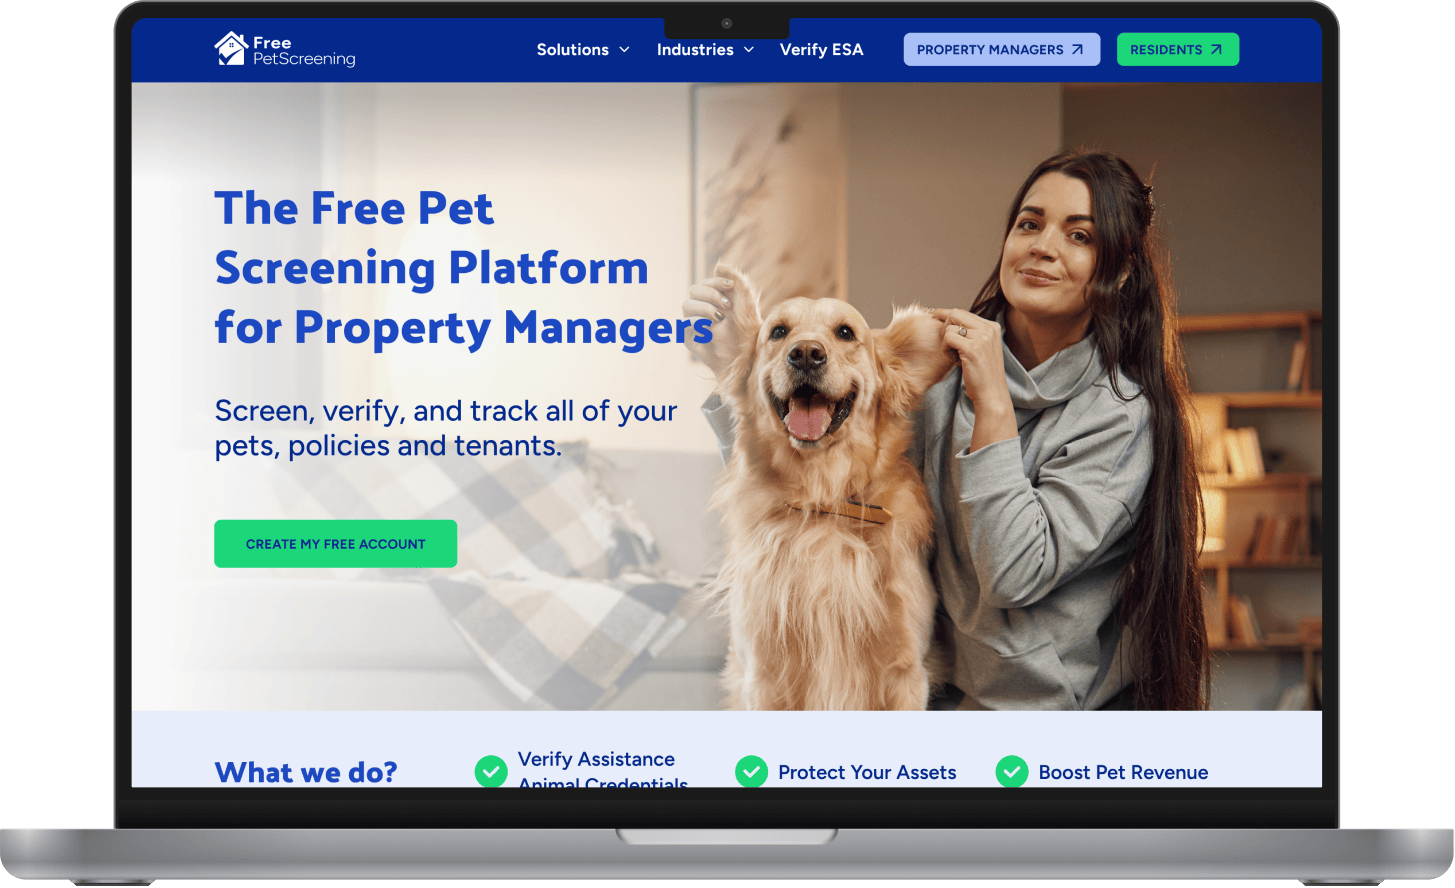 Free
PetScreening
Solutions
Industries
Verify ESA
PROPERTY MANAGERS
RESIDENTS
The Free Pet
Screening Platform
for Property Managers
Screen, verify, and track all of your
pets, policies and tenants.
CREATE MY FREE ACCOUNT
What we do?
Verify Assistance
Animal Credentials
Protect Your Assets
Boost Pet Revenue